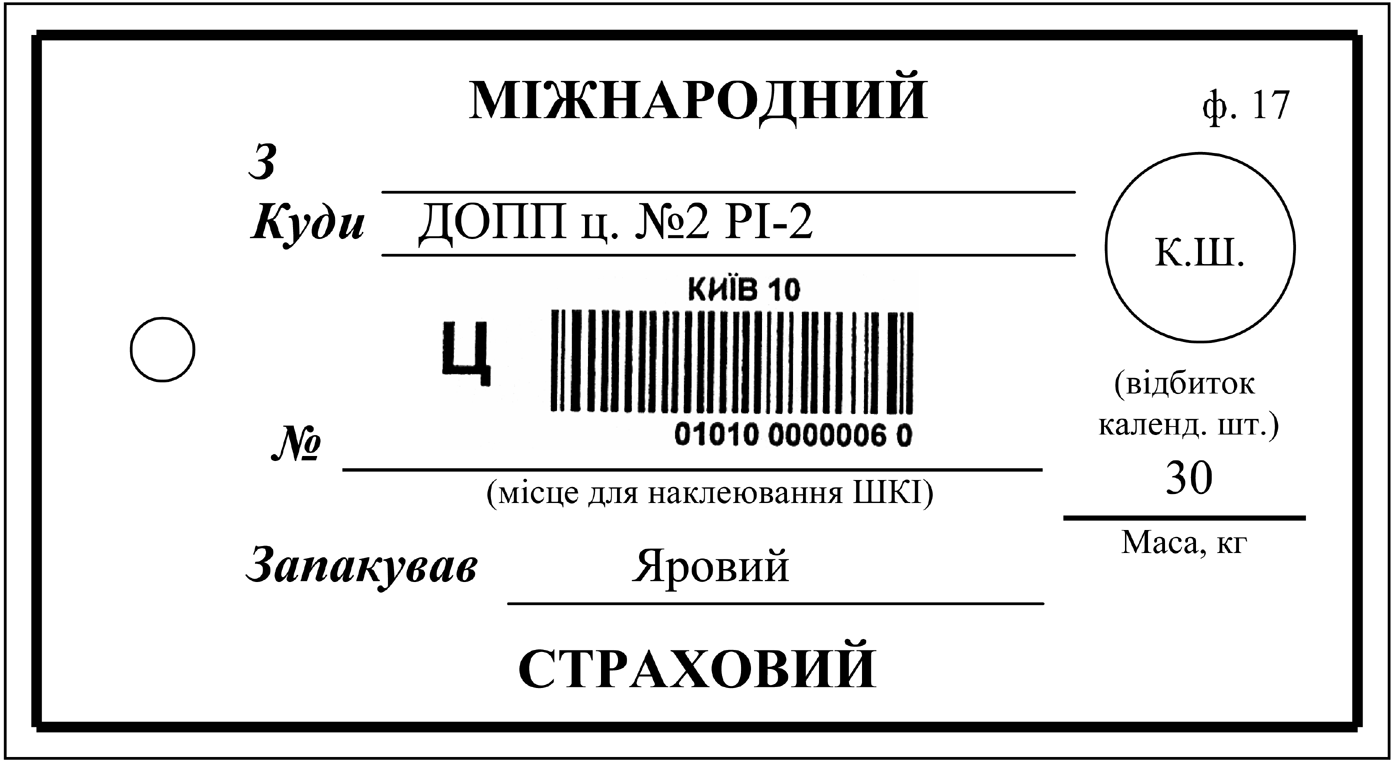 МІЖНАРОДНИЙ
ф. 17
З
Куди ДОПП ц. №2 РІ-2
К.Ш.
КИЇВ 10
Ц
01010 0000006 0
(відбиток
календ. шт.)
№
(місце для наклеювання ШКІ)
30
Маса, кг
Запакував Яровий
СТРАХОВИЙ